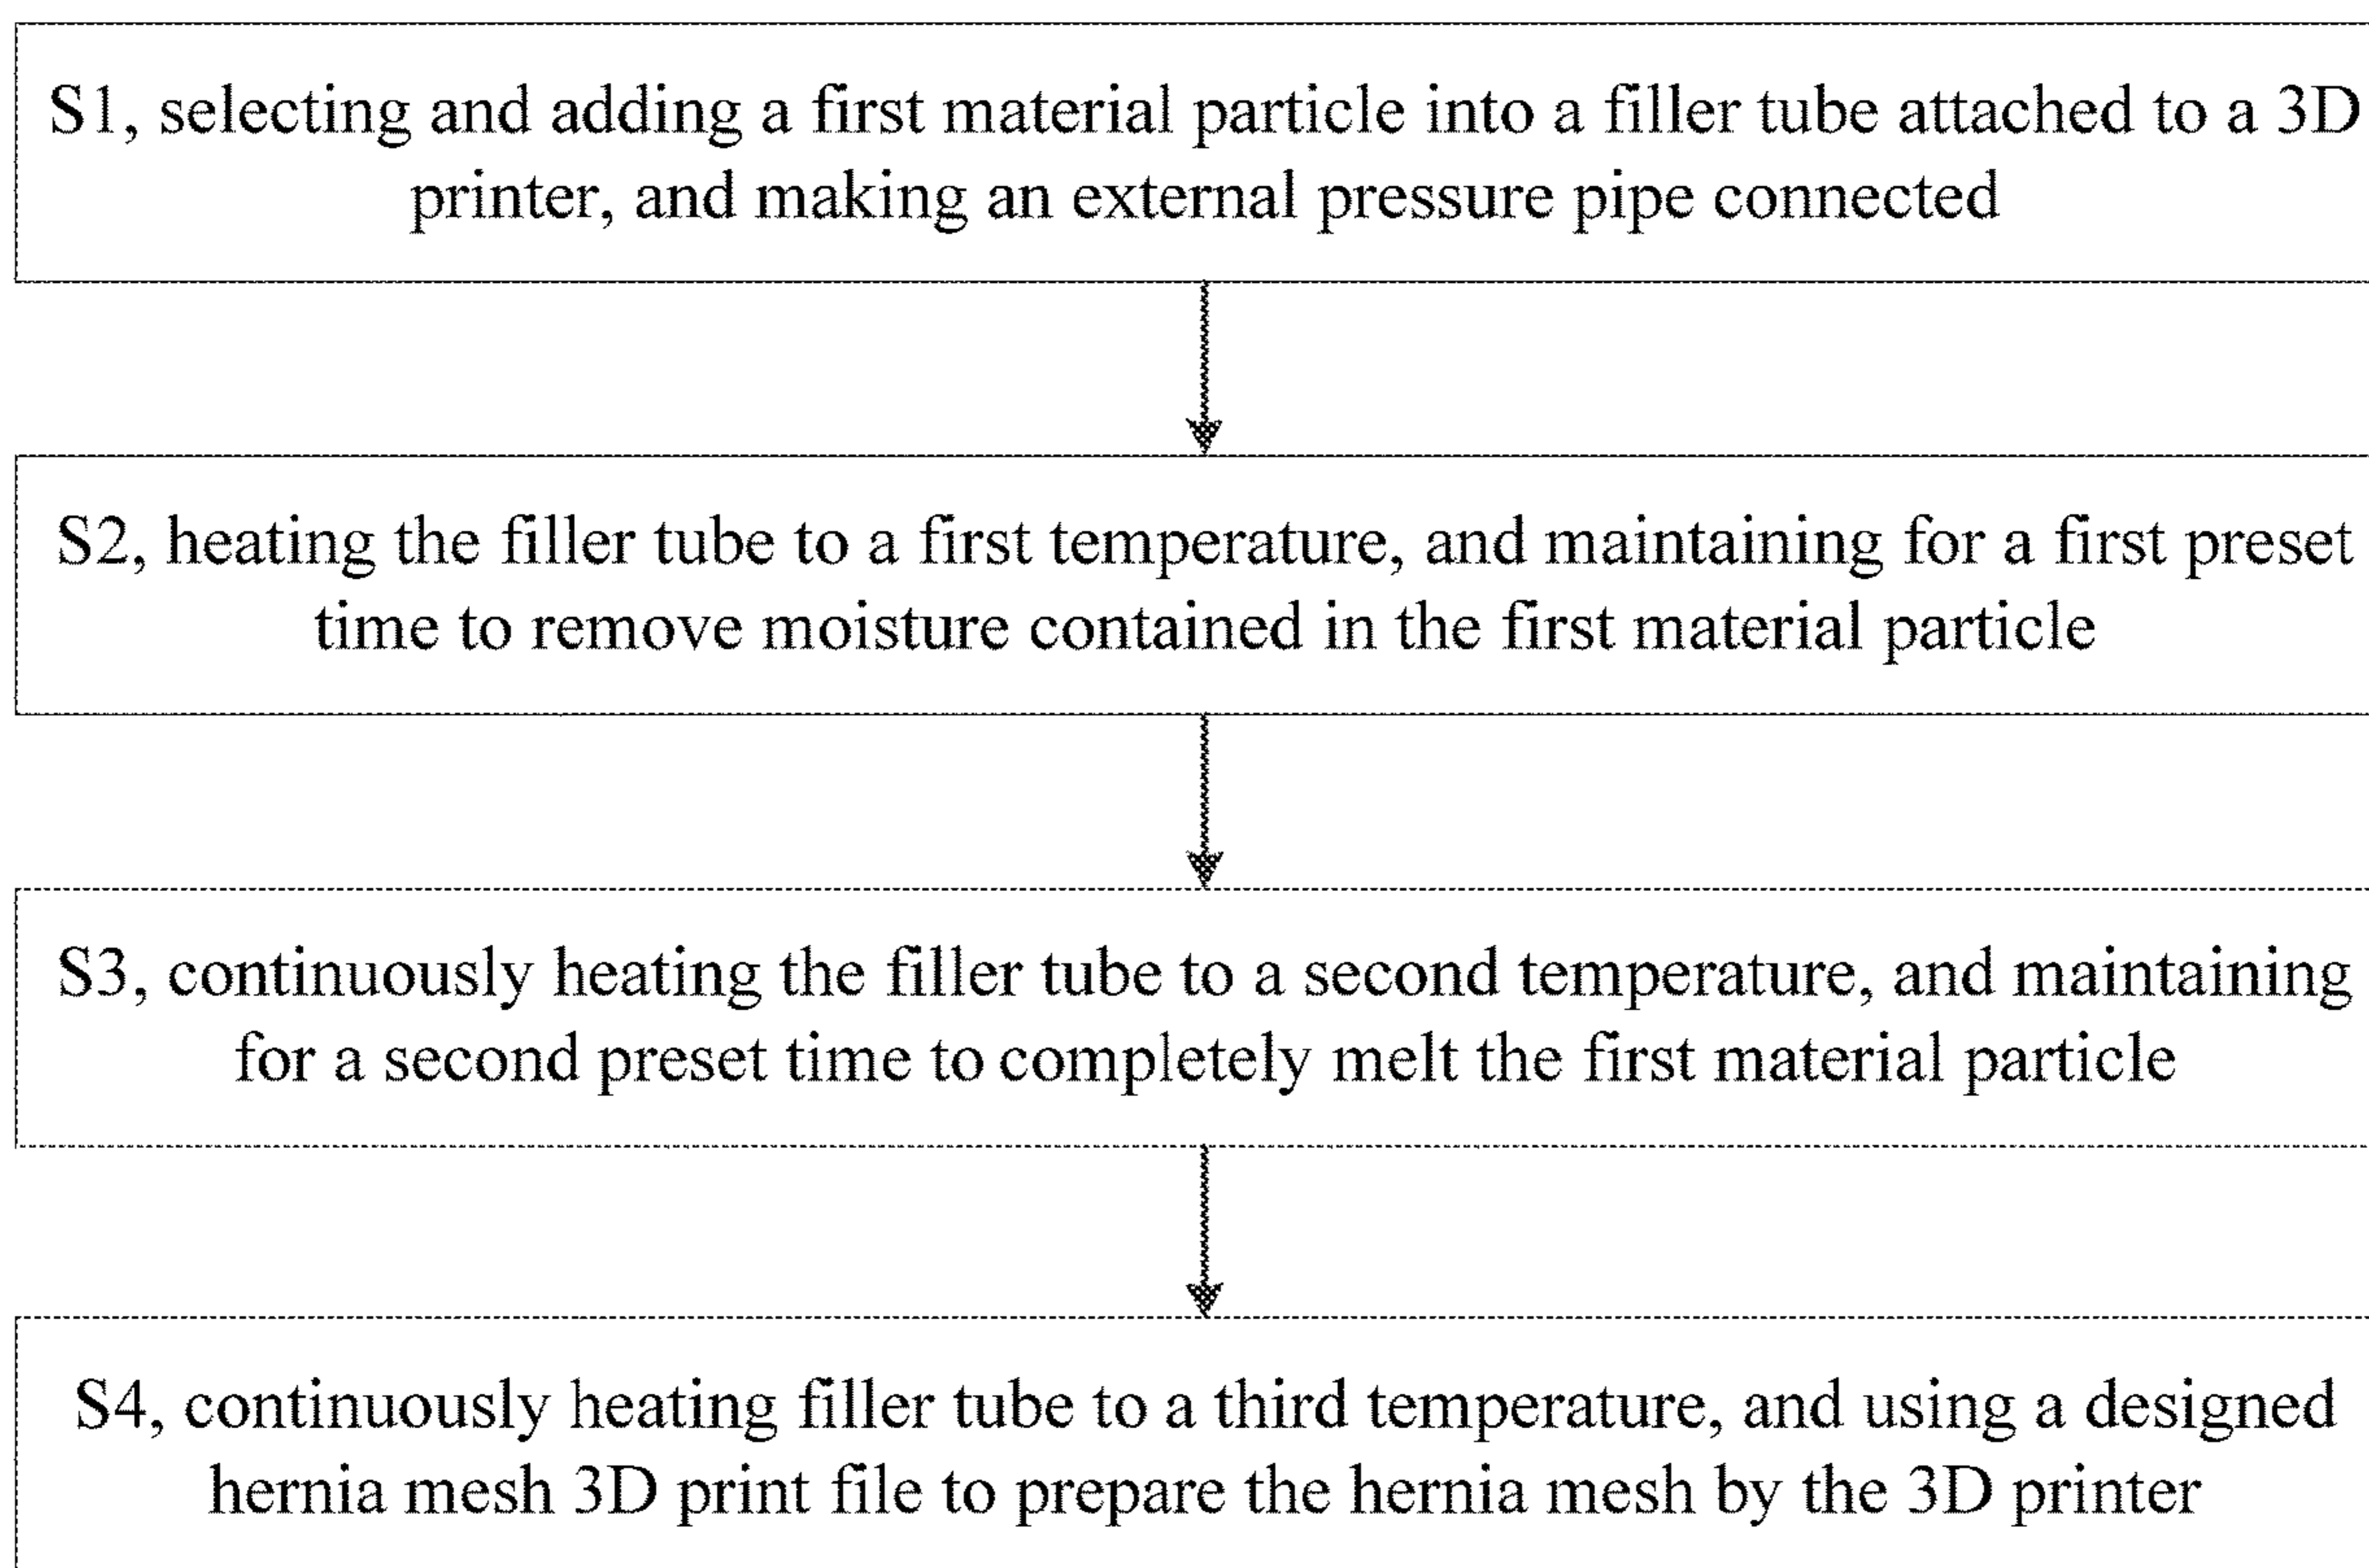 S1, selecting and adding a first material particle into a filler tube attached to a 3D
printer, and making an external pressure pipe connected
S2, heating the filler tube to a first temperature, and maintaining for a first preset
time to remove moisture contained in the first material particle
S3, continuously heating the filler tube to a second temperature, and maintaining
for a second preset time to completely melt the first material particle
S4, continuously heating filler tube to a third temperature, and using a designed
hernia mesh 3D print file to prepare the hernia mesh by the 3D printer